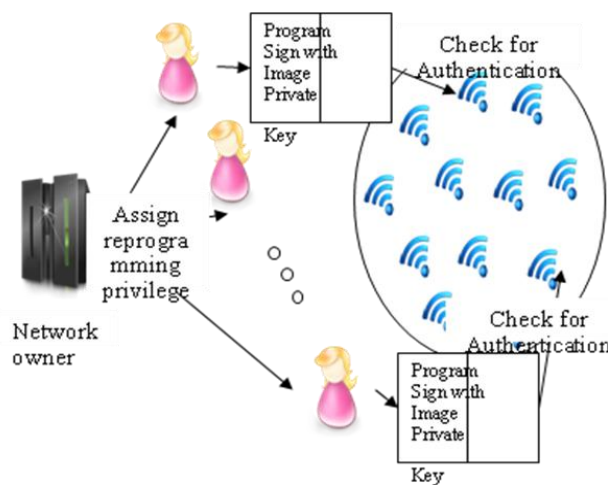 Program
Sign with
Image
Private
Key
Check for
Authentication
Assign
reprogra
mming
privilege
Network
owner
Check for
Authentication
Program
Sign with
Image
Private
Key